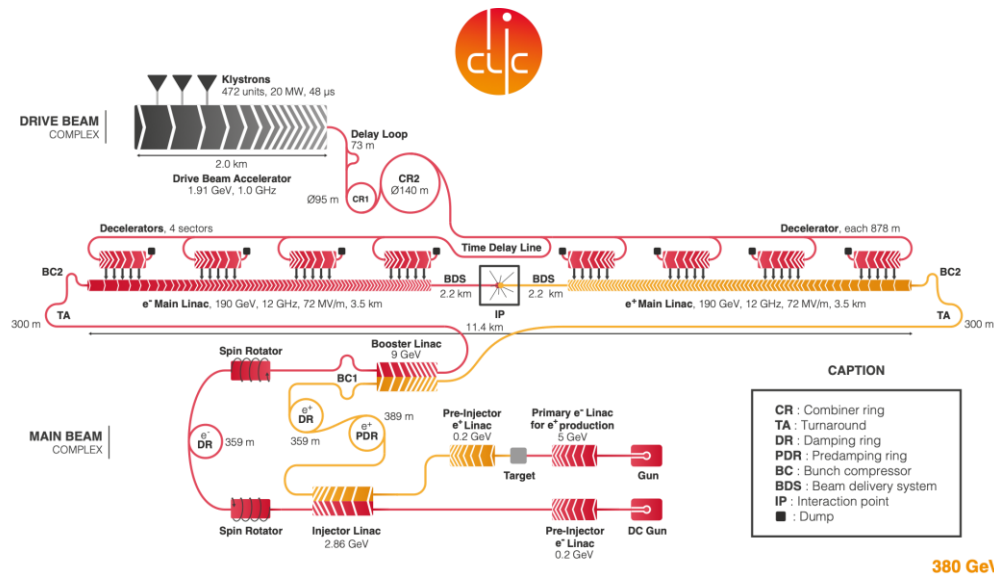 clic
Klystrons
472 units, 20 MW, 48 µs
DRIVE BEAM
COMPLEX
Delay Loop
73 m
2.0 km
Drive Beam Accelerator
1.91 GeV, 1.0 GHz
CR2
Ø140 m
Ø95 m
CR1
Decelerators, 4 sectors
Time Delay Line
Decelerator, each 878 m
BC2
BDS
2.2 km
BDS
2.2 km
BC2
e⁻ Main Linac, 190 GeV, 12 GHz, 72 MV/m, 3.5 km
IP
e⁺ Main Linac, 190 GeV, 12 GHz, 72 MV/m, 3.5 km
TA
300 m
TA
300 m
11.4 km
Spin Rotator
Booster Linac
9 GeV
BC1
MAIN BEAM
COMPLEX
e⁻
DR
359 m
e⁺
DR
359 m
e⁺
PDR
389 m
Pre-Injector
e⁺ Linac
0.2 GeV
Primary e⁻ Linac
for e⁺ production
5 GeV
Target
Gun
Spin Rotator
Injector Linac
2.86 GeV
Pre-Injector
e⁻ Linac
0.2 GeV
DC Gun
CAPTION
CR : Combiner ring
TA : Turnaround
DR : Damping ring
PDR : Predamping ring
BC : Bunch compressor
BDS : Beam delivery system
IP : Interaction point
: Dump
380 GeV